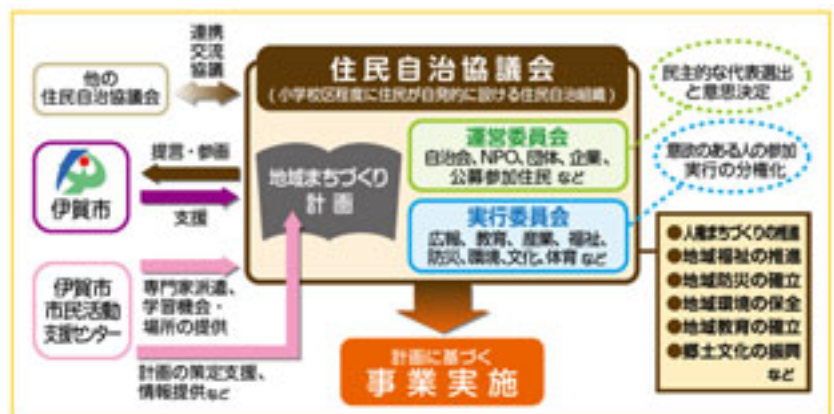 連携
交流
協議
他の
住民自治協議会
住民自治協議会
(小学校区程度に住民が自発的に設ける住民自治組織)
民主的な代表選出
と意思決定
運営委員会
自治会、NPO、団体、企業、
公募参加住民 など
意欲のある人の参加
実行の分権化
提言・参画
伊賀市
支援
地域まちづくり
計画
実行委員会
広報、教育、産業、福祉、
防災、環境、文化、体育 など
●人権まちづくりの推進
●地域福祉の推進
●地域防災の確立
●地域環境の保全
●地域教育の確立
●郷土文化の振興
など
伊賀市
市民活動
支援センター
専門家派遣、
学習機会・
場所の提供
計画の策定支援、
情報提供など
計画に基づく
事業実施